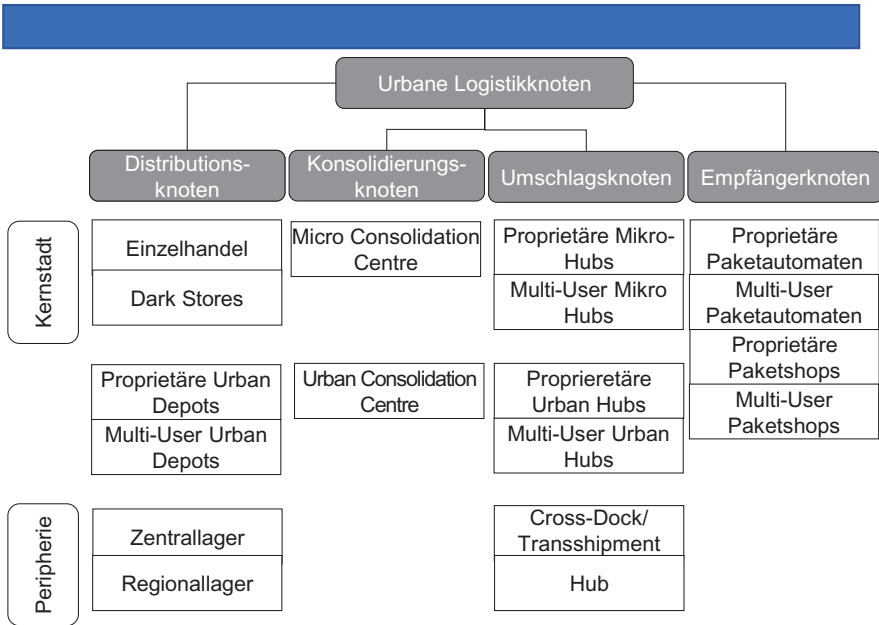 Urbane Logistikknoten
Distributions-
knoten
Konsolidierungs-
knoten
Umschlagsknoten
Empfängerknoten
Kernstadt
Einzelhandel
Dark Stores
Micro Consolidation
Centre
Proprietäre Mikro-
Hubs
Multi-User Mikro
Hubs
Proprietäre
Paketautomaten
Multi-User
Paketautomaten
Proprietäre
Paketshops
Multi-User
Paketshops
Proprietäre Urban
Depots
Multi-User Urban
Depots
Urban Consolidation
Centre
Proprieretäre
Urban Hubs
Multi-User Urban
Hubs
Peripherie
Zentrallager
Regionallager
Cross-Dock/
Transshipment
Hub